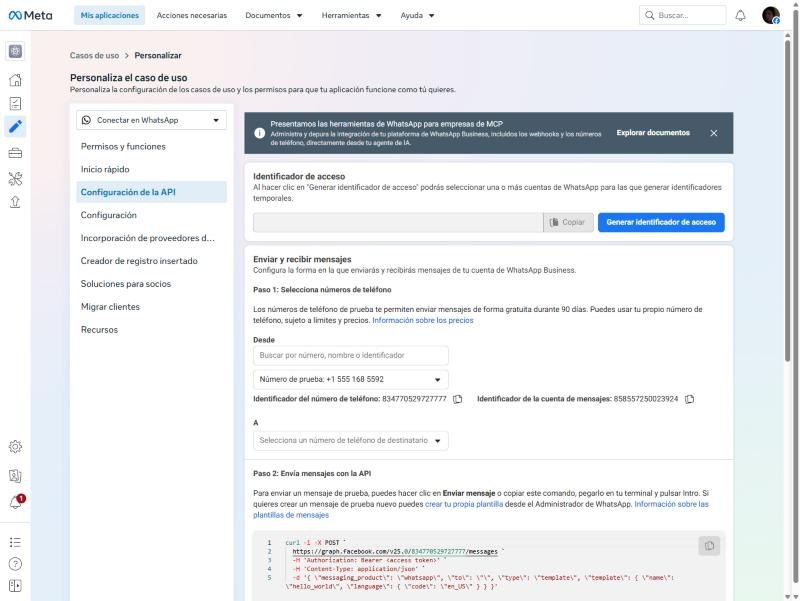 Meta
Mis aplicaciones
Acciones necesarias
Documentos
Herramientas
Ayuda
Buscar...
Casos de uso > Personalizar
Personaliza el caso de uso
Personaliza la configuración de los casos de uso y los permisos para que tu aplicación funcione como tú quieres.
Conectar en WhatsApp
Permisos y funciones
Inicio rápido
Configuración de la API
Configuración
Incorporación de proveedores d...
Creador de registro insertado
Soluciones para socios
Migrar clientes
Recursos
1
Presentamos las herramientas de WhatsApp para empresas de MCP
Administra y depura la integración de tu plataforma de WhatsApp Business, incluidos los webhooks y los números
de teléfono, directamente desde tu agente de IA.
Explorar documentos
Identificador de acceso
Al hacer clic en "Generar identificador de acceso" podrás seleccionar una o más cuentas de WhatsApp para las que generar identificadores
temporales.
Copiar
Generar identificador de acceso
Enviar y recibir mensajes
Configura la forma en la que enviarás y recibirás mensajes de tu cuenta de WhatsApp Business.
Paso 1: Selecciona números de teléfono
Los números de teléfono de prueba te permiten enviar mensajes de forma gratuita durante 90 días. Puedes usar tu propio número de
teléfono, sujeto a límites y precios. Información sobre los precios
Desde
Buscar por número, nombre o identificador
Número de prueba: +1 555 168 5592
Identificador del número de teléfono: 834770529727777
Identificador de la cuenta de mensajes: 858557250023924
A
Selecciona un número de teléfono de destinatario
Paso 2: Envía mensajes con la API
Para enviar un mensaje de prueba, puedes hacer clic en Enviar mensaje o copiar este comando, pegarlo en tu terminal y pulsar Intro. Si
quieres crear un mensaje de prueba nuevo puedes crear tu propia plantilla desde el Administrador de WhatsApp. Información sobre las
plantillas de mensajes
1 curl -i -X POST `
2 https://graph.facebook.com/v25.0/834770529727777/messages `
3 -H 'Authorization: Bearer <access token>' `
4 -H 'Content-Type: application/json' `
5 -d '{ \"messaging_product\": \"whatsapp\", \"to\": \"\", \"type\": \"template\", \"template\": { \"name\":
\"hello_world\", \"language\": { \"code\": \"en_US\" } } }'